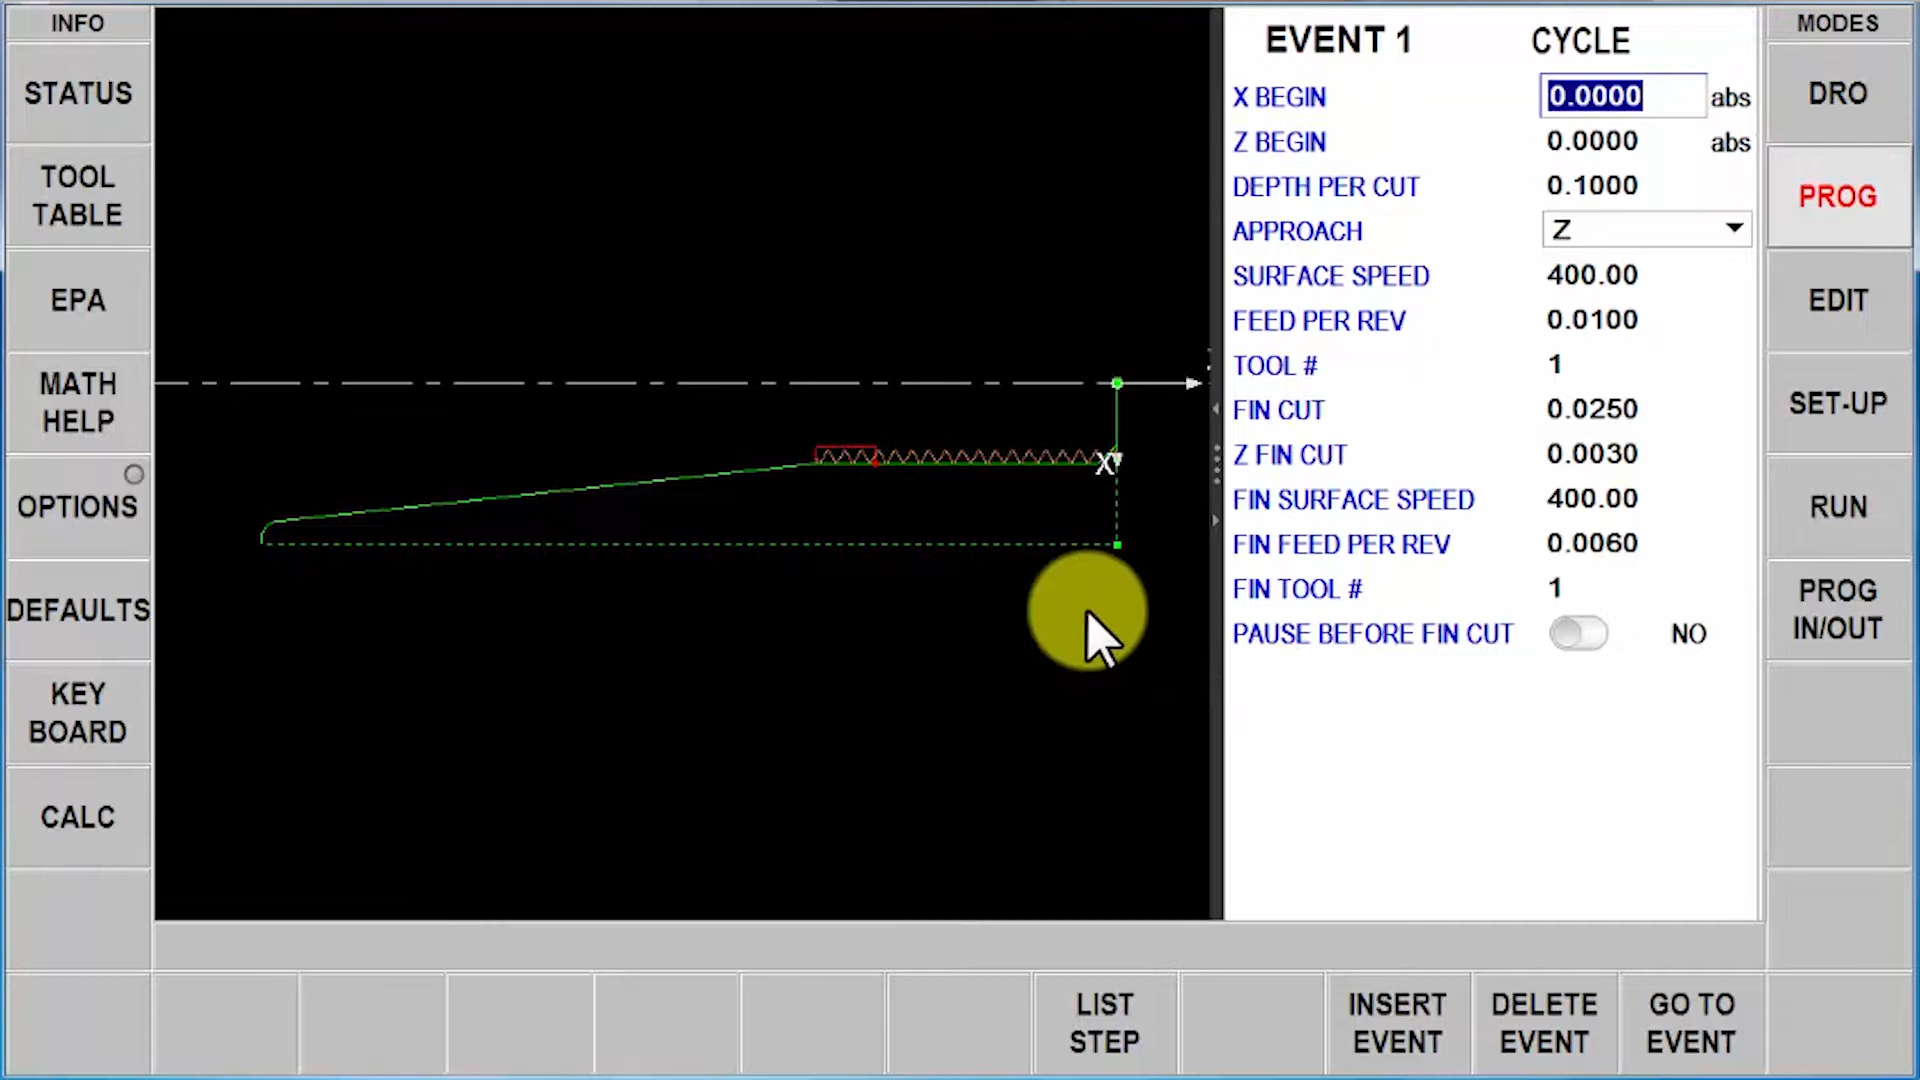 INFO
STATUS
TOOL
TABLE
EPA
MATH
HELP
OPTIONS
DEFAULTS
KEY
BOARD
CALC
X
EVENT 1 CYCLE
X BEGIN 0.0000 abs
Z BEGIN 0.0000 abs
DEPTH PER CUT 0.1000
APPROACH Z
SURFACE SPEED 400.00
FEED PER REV 0.0100
TOOL # 1
FIN CUT 0.0250
Z FIN CUT 0.0030
FIN SURFACE SPEED 400.00
FIN FEED PER REV 0.0060
FIN TOOL # 1
PAUSE BEFORE FIN CUT NO
MODES
DRO
PROG
EDIT
SET-UP
RUN
PROG
IN/OUT
LIST
STEP
INSERT
EVENT
DELETE
EVENT
GO TO
EVENT